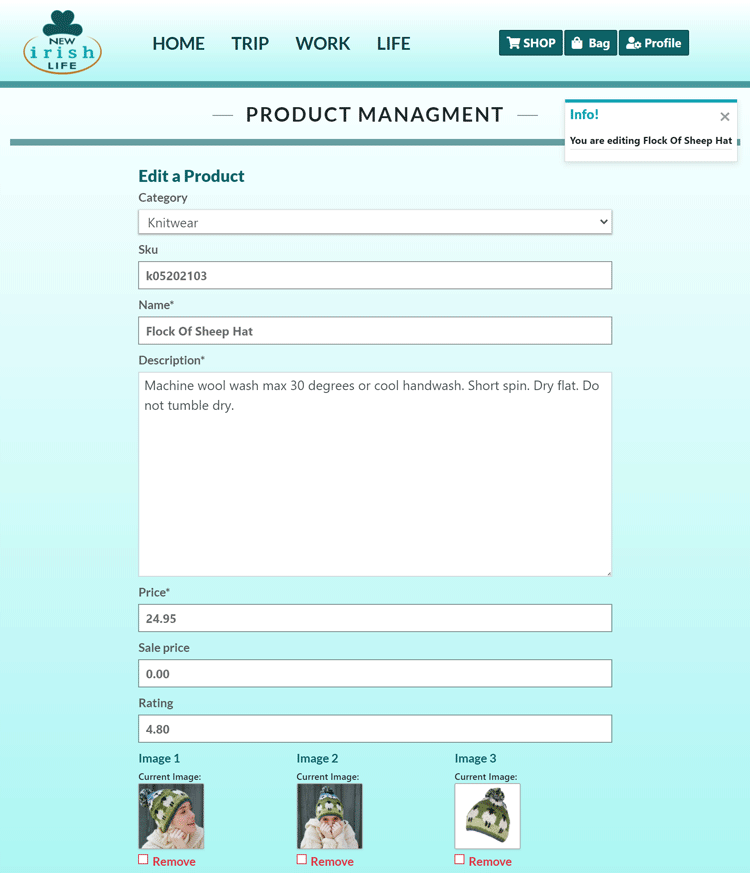 NEW
irish
LIFE
HOME TRIP WORK LIFE
SHOP Bag Profile
PRODUCT MANAGMENT
Info! ×
You are editing Flock Of Sheep Hat
Edit a Product
Category
Knitwear
Sku
k05202103
Name*
Flock Of Sheep Hat
Description*
Machine wool wash max 30 degrees or cool handwash. Short spin. Dry flat. Do
not tumble dry.
Price*
24.95
Sale price
0.00
Rating
4.80
Image 1 Image 2 Image 3
Current Image: Current Image: Current Image:
Remove Remove Remove